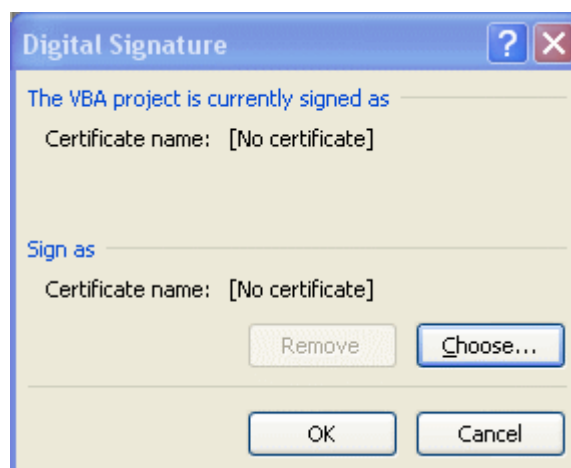 Digital Signature ?
The VBA project is currently signed as
Certificate name: [No certificate]
Sign as
Certificate name: [No certificate]
Remove Choose...
OK Cancel